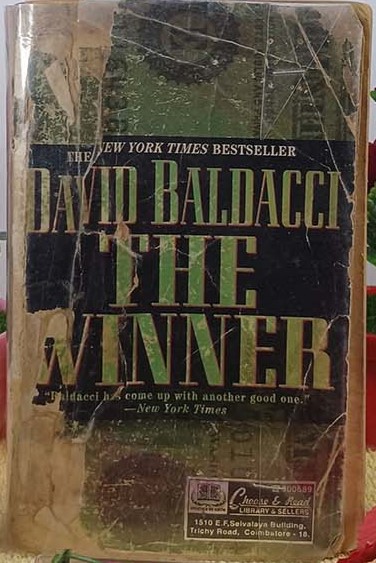 THE NEW YORK TIMES BESTSELLER
DAVID BALDACCI
THE
WINNER
"Baldacci has come up with another good one."
—New York Times
Choose & Read
LIBRARY & SELLERS
1510 E.F,Selvalaya Building,
Trichy Road, Coimbatore - 18.